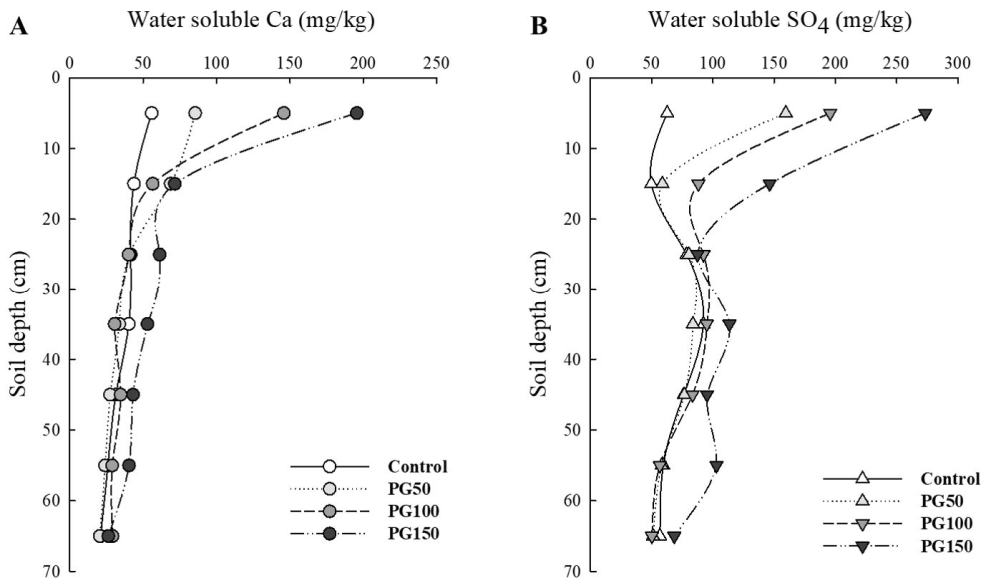 A
Water soluble Ca (mg/kg)
0 50 100 150 200 250
0
10
20
30
40
50
60
70
Soil depth (cm)
Control
PG50
PG100
PG150
B
Water soluble SO4 (mg/kg)
0 50 100 150 200 250 300
0
10
20
30
40
50
60
70
Soil depth (cm)
Control
PG50
PG100
PG150